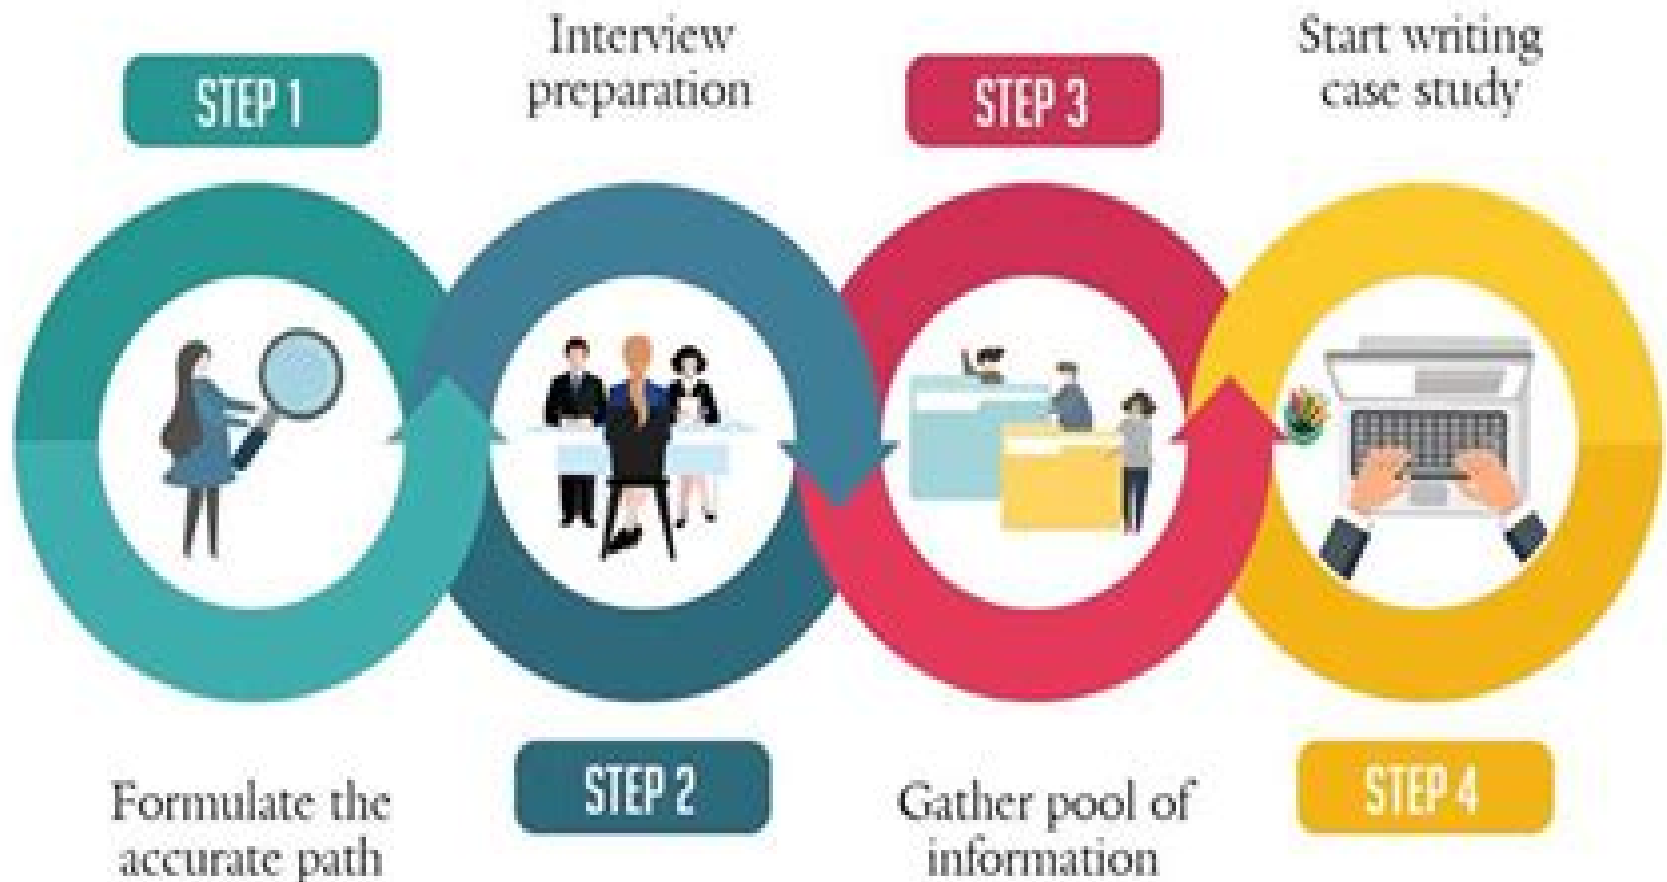 STEP 1
Formulate the
accurate path
Interview
preparation
STEP 2
STEP 3
Gather pool of
information
Start writing
case study
STEP 4